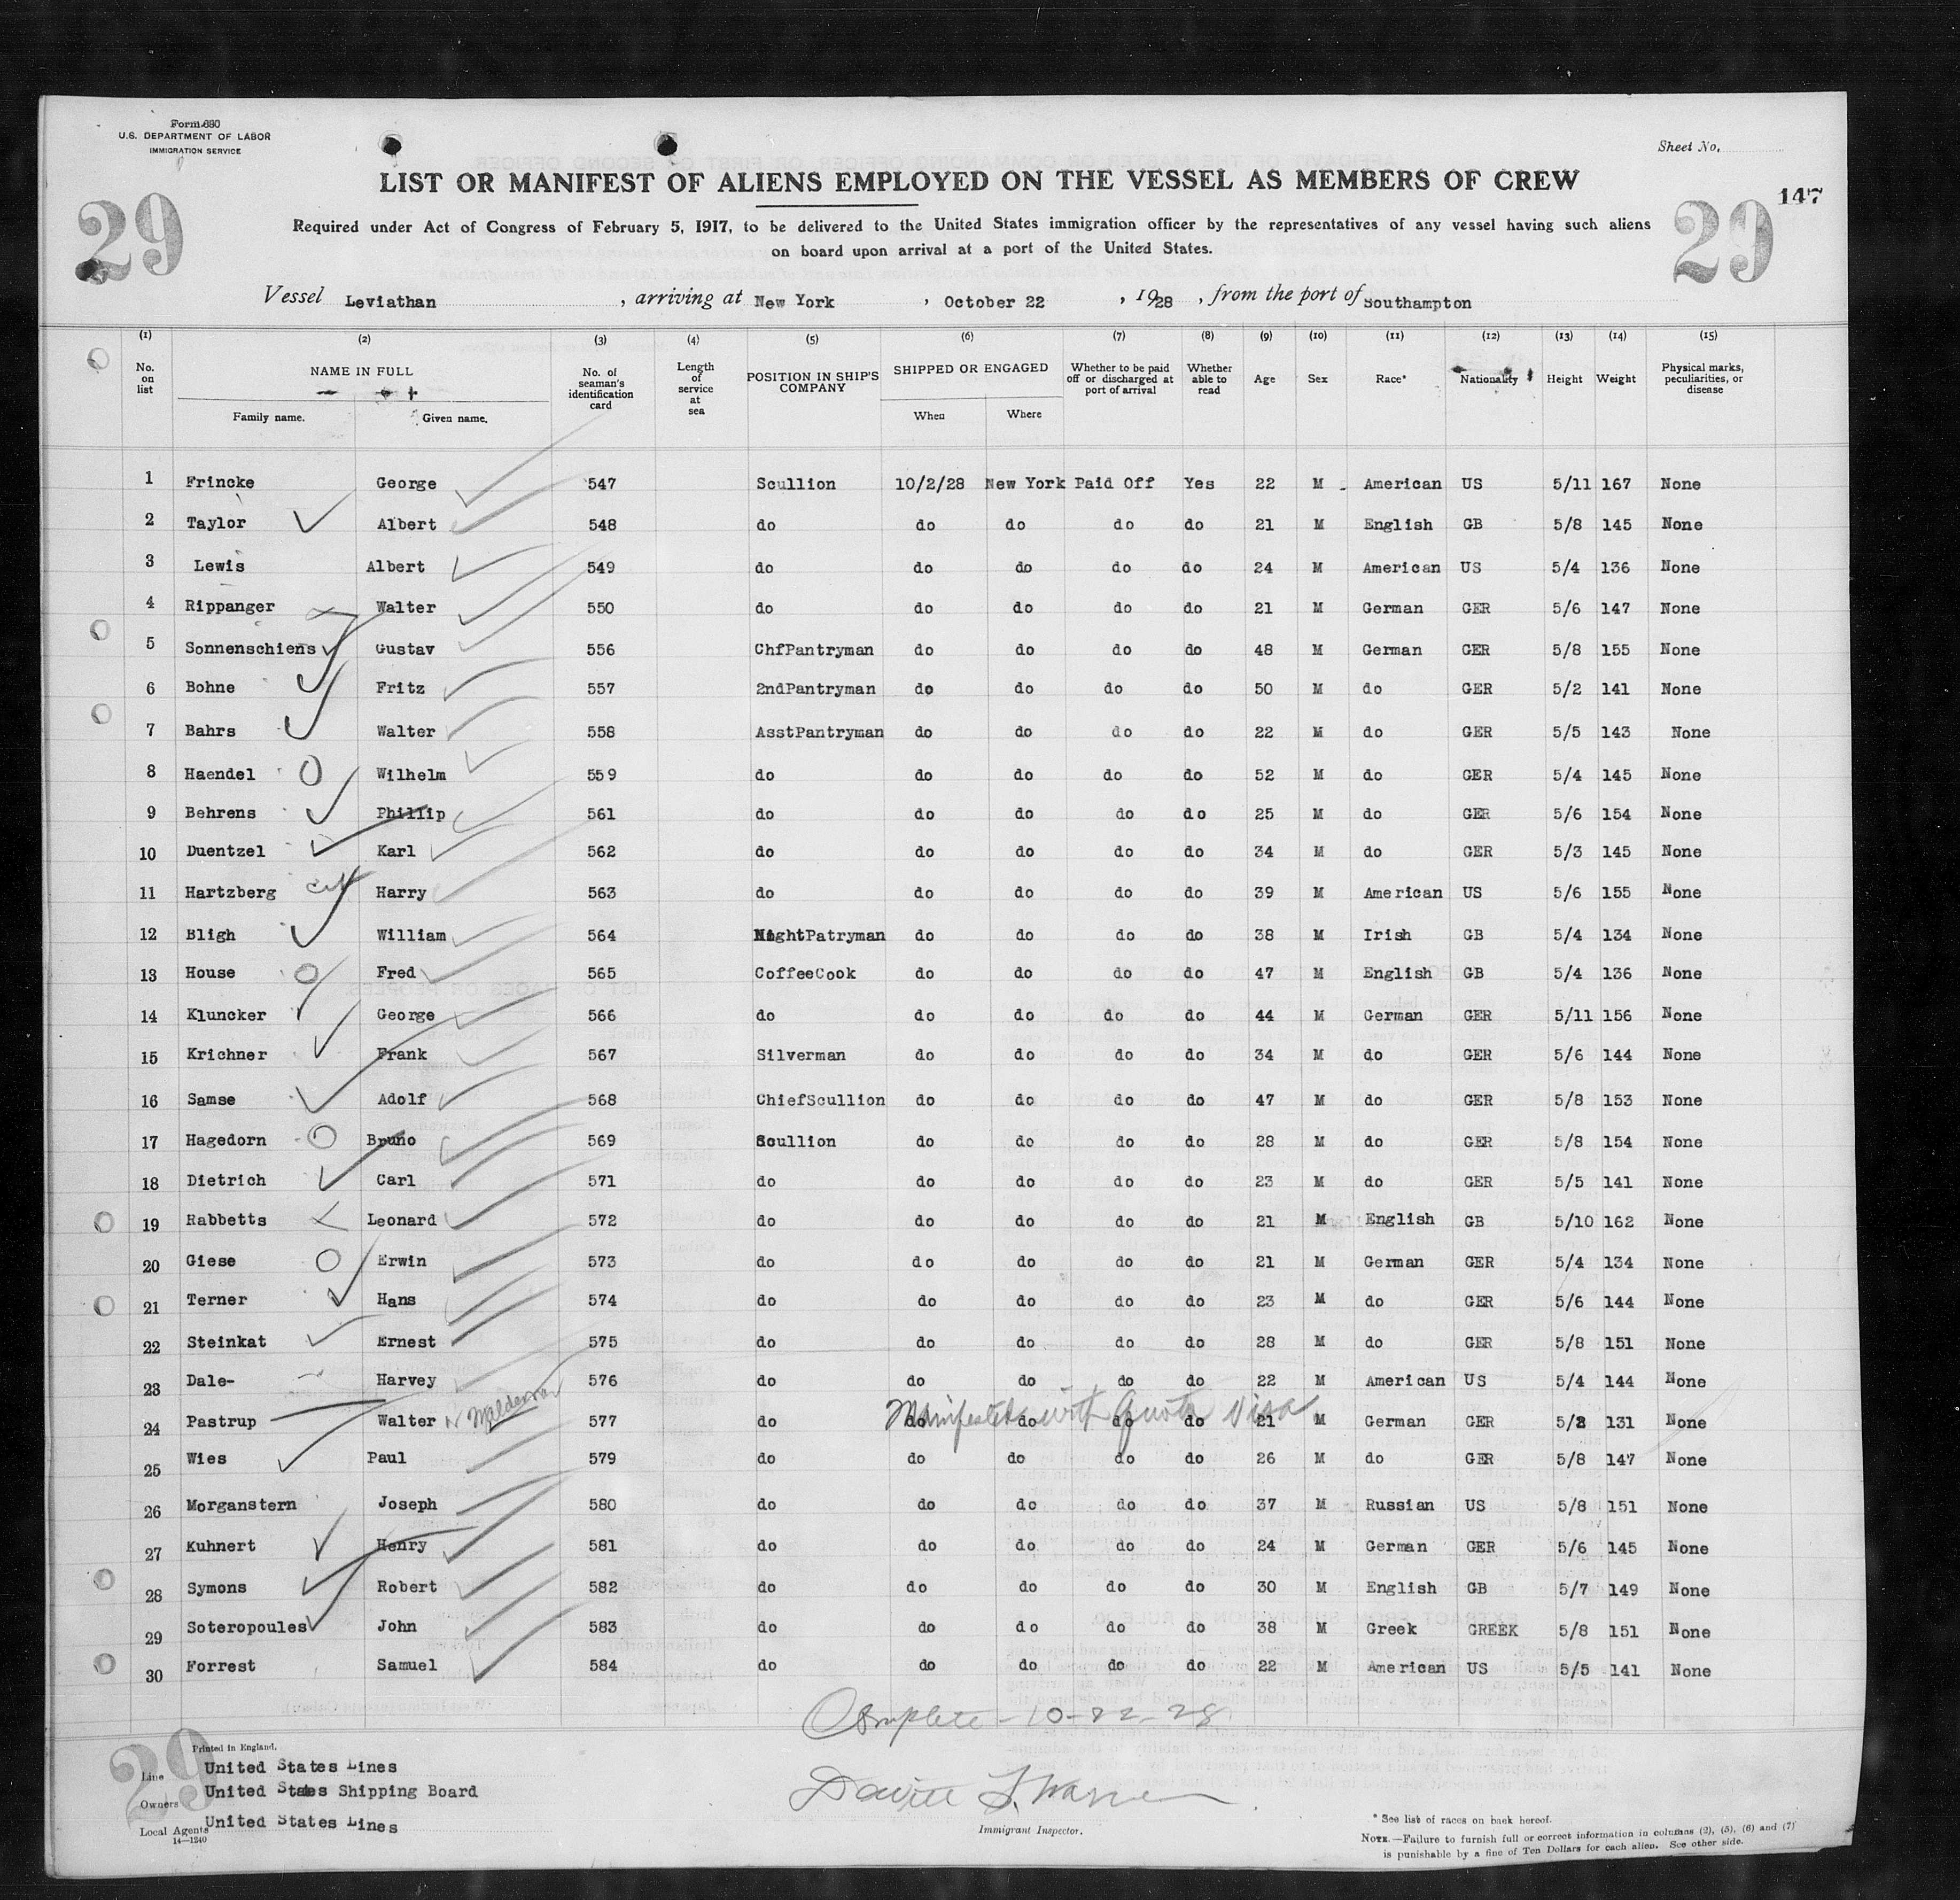 Form 680
U.S. DEPARTMENT OF LABOR
IMMIGRATION SERVICE
Sheet No.
LIST OR MANIFEST OF ALIENS EMPLOYED ON THE VESSEL AS MEMBERS OF CREW
29 29 147
Required under Act of Congress of February 5, 1917, to be delivered to the United States immigration officer by the representatives of any vessel having such aliens
on board upon arrival at a port of the United States.
Vessel Leviathan, arriving at New York, October 22, 1928, from the port of Southampton
(1) (2) (3) (4) (5) (6) (7) (8) (9) (10) (11) (12) (13) (14) (15)
No. on list NAME IN FULL Family name. Given name. No. of seaman's identification card Length of service at sea POSITION IN SHIP'S COMPANY SHIPPED OR ENGAGED When Where Whether to be paid off or discharged at port of arrival Whether able to read Age Sex Race* Nationality Height Weight Physical marks, peculiarities, or disease
1 Frincke George 547 Scullion 10/2/28 New York Paid Off Yes 22 M American US 5/11 167 None
2 Taylor Albert 548 do do do do do 21 M English GB 5/8 145 None
3 Lewis Albert 549 do do do do do 24 M American US 5/4 136 None
4 Rippanger Walter 550 do do do do do 21 M German GER 5/6 147 None
5 Sonnenschiens Gustav 556 ChfPantryman do do do do 48 M German GER 5/8 155 None
6 Bohne Fritz 557 2ndPantryman do do do do 50 M do GER 5/2 141 None
7 Bahrs Walter 558 AsstPantryman do do do do 22 M do GER 5/5 143 None
8 Haendel Wilhelm 559 do do do do do 52 M do GER 5/4 145 None
9 Behrens Phillip 561 do do do do do 25 M do GER 5/6 154 None
10 Duentzel Karl 562 do do do do do 34 M do GER 5/3 145 None
11 Hartzberg Harry 563 do do do do do 39 M American US 5/6 155 None
12 Bligh William 564 NightPatryman do do do do 38 M Irish GB 5/4 134 None
13 House Fred 565 CoffeeCook do do do do 47 M English GB 5/4 136 None
14 Kluncker George 566 do do do do do 44 M German GER 5/11 156 None
15 Krichner Frank 567 Silverman do do do do 34 M do GER 5/6 144 None
16 Samse Adolf 568 ChiefScullion do do do do 47 M do GER 5/8 153 None
17 Hagedorn Bruno 569 Scullion do do do do 28 M do GER 5/8 154 None
18 Dietrich Carl 571 do do do do do 23 M do GER 5/5 141 None
19 Rabbetts Leonard 572 do do do do do 21 M English GB 5/10 162 None
20 Giese Erwin 573 do do do do do 21 M German GER 5/4 134 None
21 Terner Hans 574 do do do do do 23 M do GER 5/6 144 None
22 Steinkat Ernest 575 do do do do do 28 M do GER 5/8 151 None
23 Dale- Harvey 576 do do do do do 22 M American US 5/4 144 None
Manifested with Quota Visa
24 Pastrup Walter 577 do do do do do 21 M German GER 5/2 131 None
25 Wies Paul 579 do do do do do 26 M do GER 5/8 147 None
26 Morganstern Joseph 580 do do do do do 37 M Russian US 5/8 151 None
27 Kuhnert Henry 581 do do do do do 24 M German GER 5/6 145 None
28 Symons Robert 582 do do do do do 30 M English GB 5/7 149 None
29 Soteropoules John 583 do do do do do 38 M Greek GREEK 5/8 151 None
30 Forrest Samuel 584 do do do do do 22 M American US 5/5 141 None
Complete - 10-22-28
29
Printed in England.
Line United States Lines
Owners United States Shipping Board
Local Agents United States Lines
14—1240
Immigrant Inspector.
* See list of races on back hereof.
NOTE.—Failure to furnish full or correct information in columns (2), (5), (6) and (7)
is punishable by a fine of Ten Dollars for each alien. See other side.